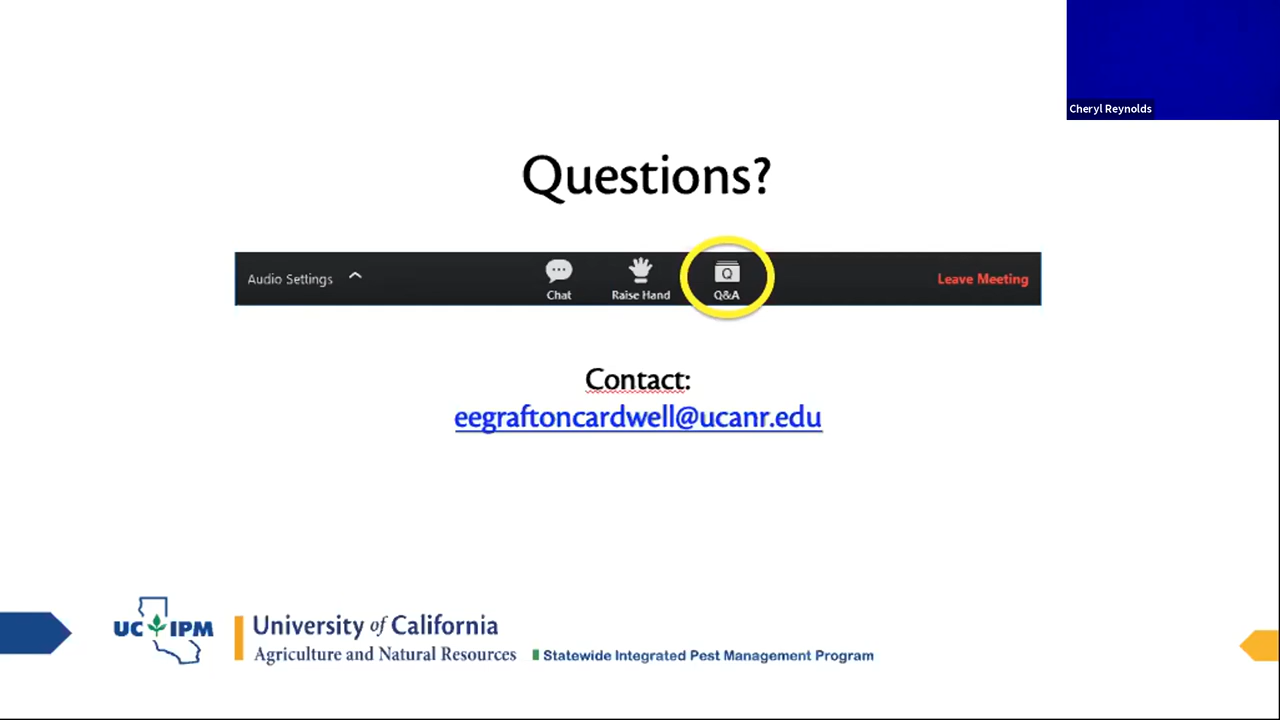 Cheryl Reynolds
Questions?
Audio Settings
Chat
Raise Hand
Q
Q&A
Leave Meeting
Contact:
eegraftoncardwell@ucanr.edu
UC IPM
University of California
Agriculture and Natural Resources
Statewide Integrated Pest Management Program